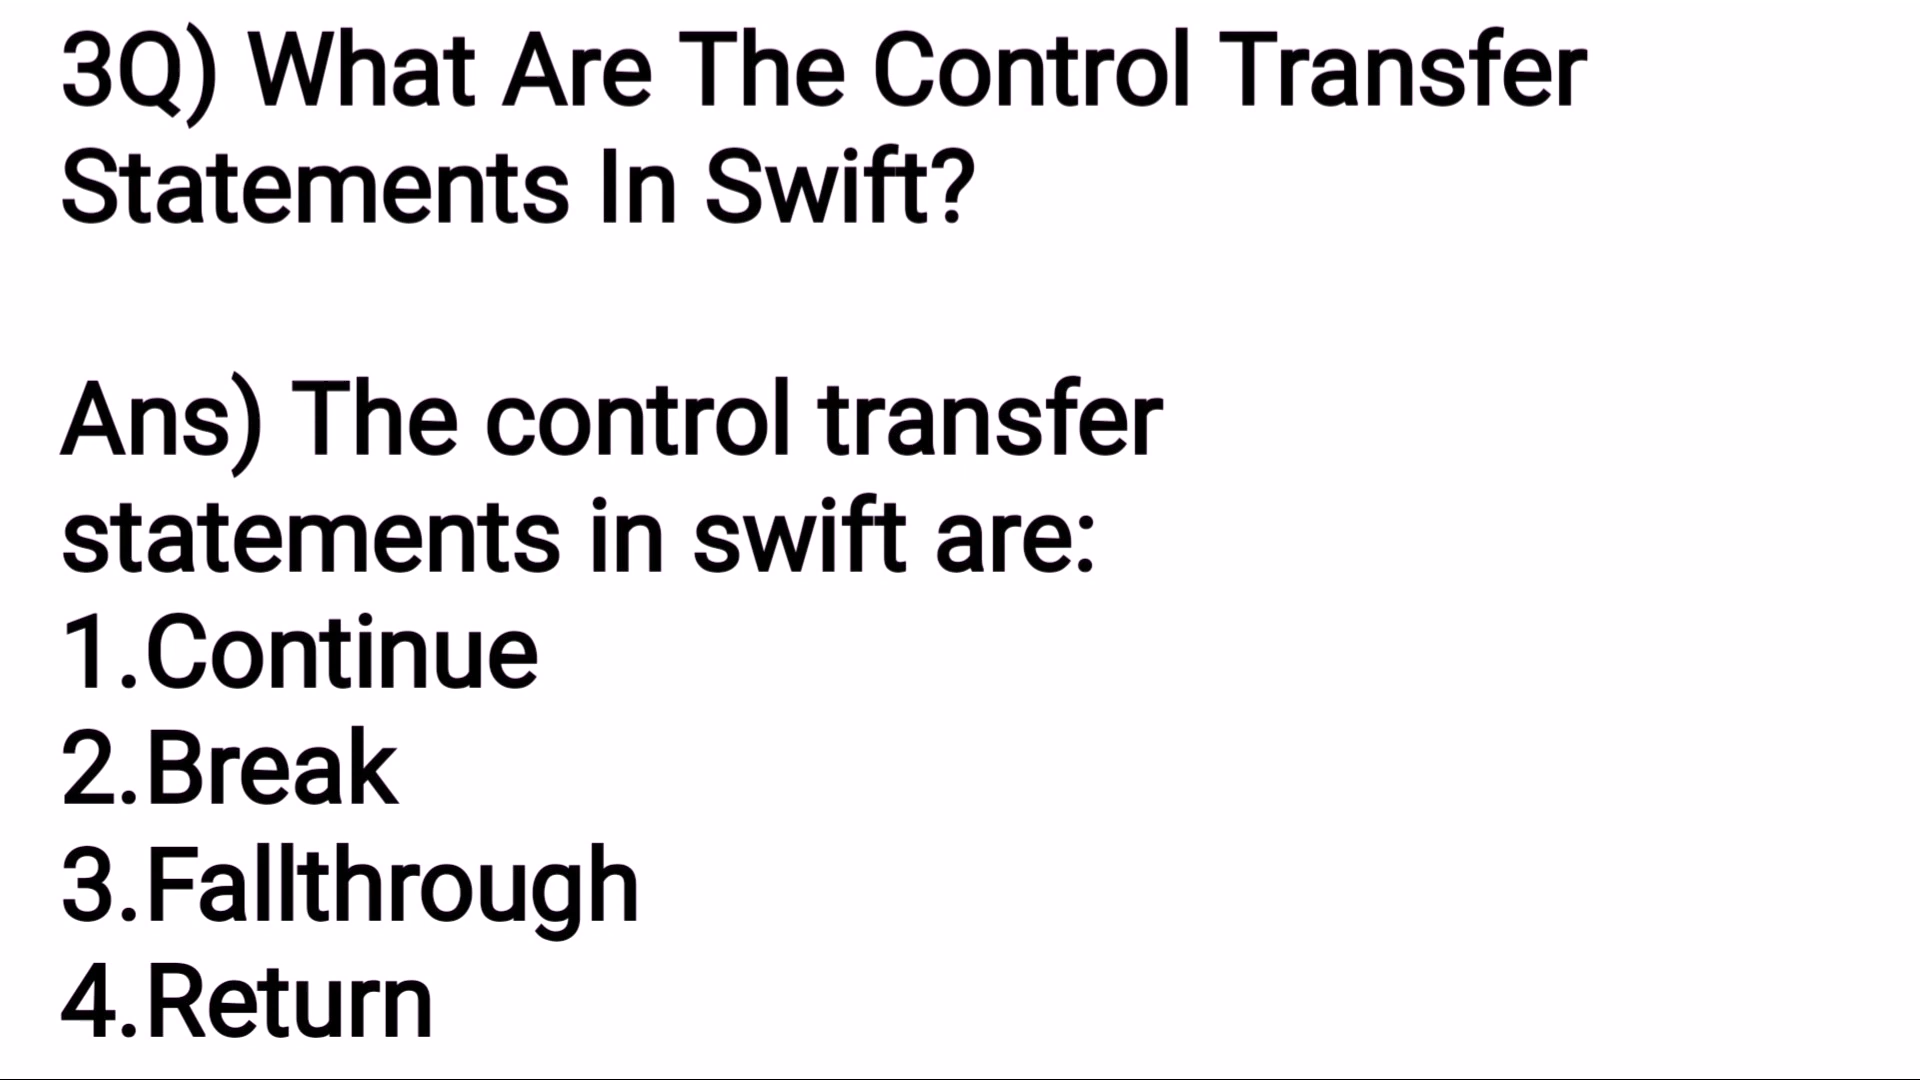 3Q) What Are The Control Transfer
Statements In Swift?
Ans) The control transfer
statements in swift are:
1.Continue
2.Break
3.Fallthrough
4.Return